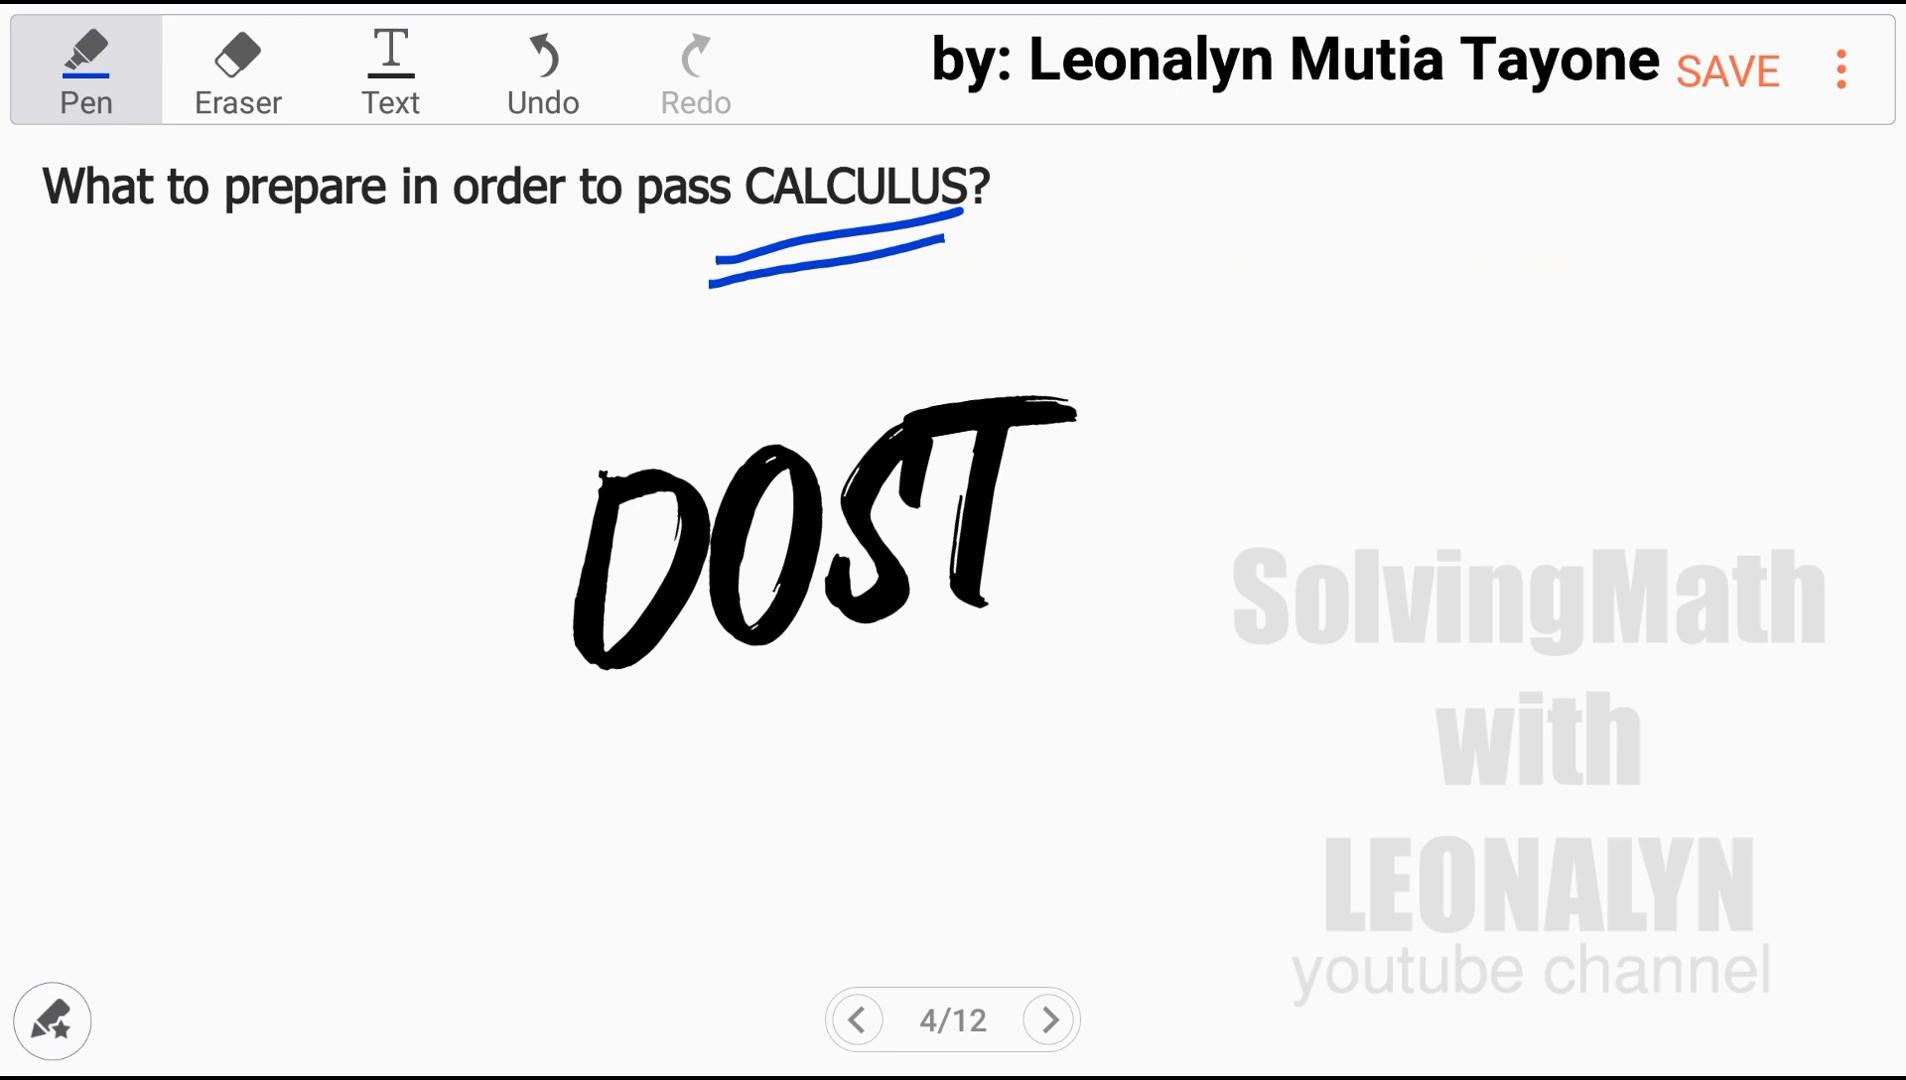 by: Leonalyn Mutia Tayone
SAVE
Pen
Eraser
Text
Undo
Redo
What to prepare in order to pass CALCULUS?
DOST
SolvingMath
with
LEONALYN
youtube channel
4/12